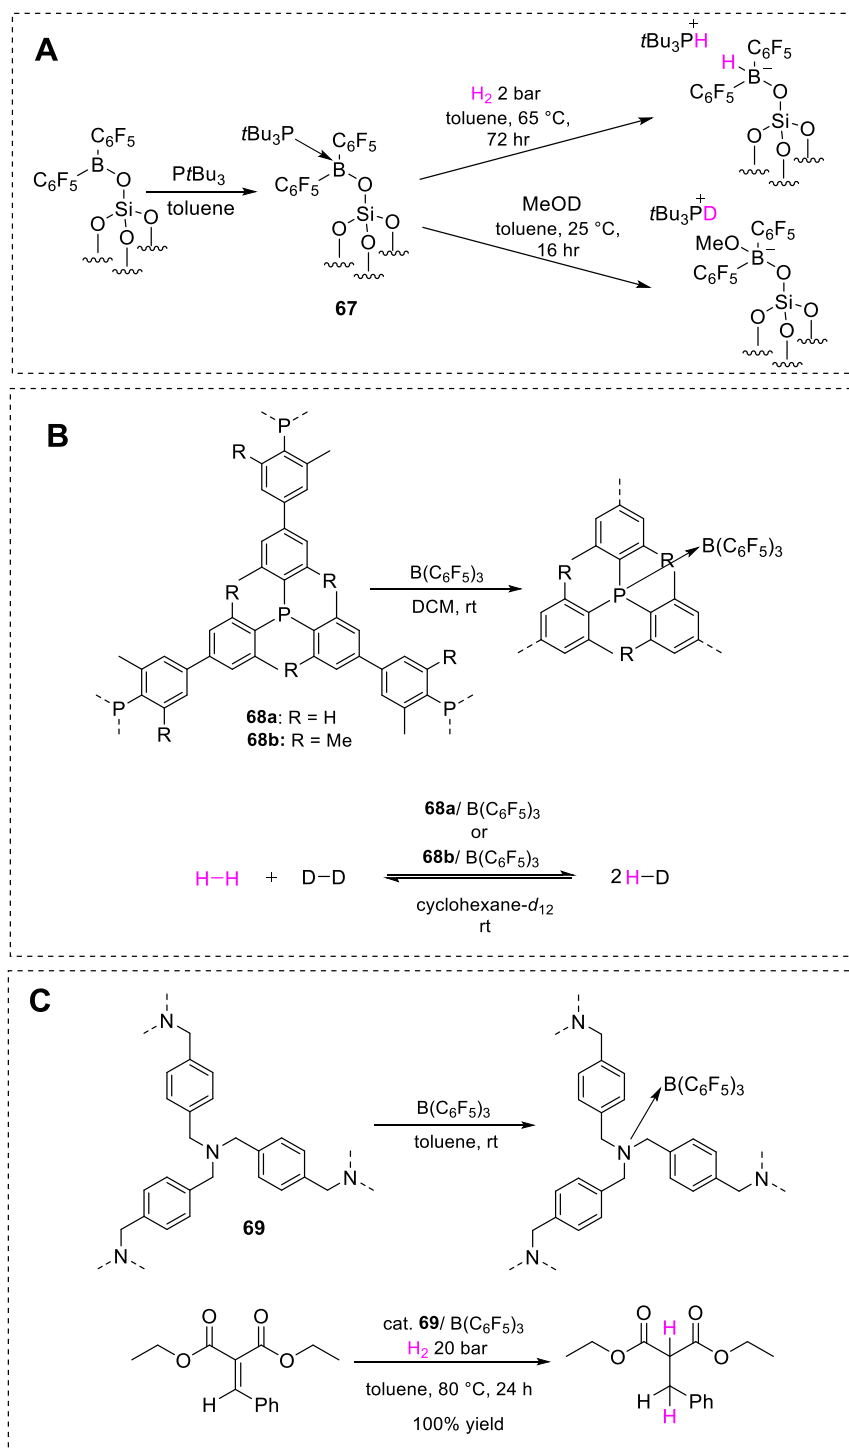 A
C6F5
C6F5
B
O
Si
O
O
O
PtBu3
toluene
tBu3P
C6F5
B
C6F5
O
Si
O
O
O
67
H2 2 bar
toluene, 65 °C,
72 hr
MeOD
toluene, 25 °C,
16 hr
tBu3PH
+
C6F5
H
B
−
C6F5
O
Si
O
O
O
tBu3PD
+
C6F5
MeO
B
−
C6F5
O
Si
O
O
O
B
P
R
R
R
P
R
R
P
R
P
68a: R = H
68b: R = Me
B(C6F5)3
DCM, rt
B(C6F5)3
R
R
P
R
68a/ B(C6F5)3
or
68b/ B(C6F5)3
H−H + D−D
2 H−D
cyclohexane-d12
rt
C
N
N
N
N
69
B(C6F5)3
toluene, rt
N
B(C6F5)3
N
N
N
O
O
O
O
H
Ph
cat. 69/ B(C6F5)3
H2 20 bar
toluene, 80 °C, 24 h
100% yield
O
H
O
O
O
H
Ph
H